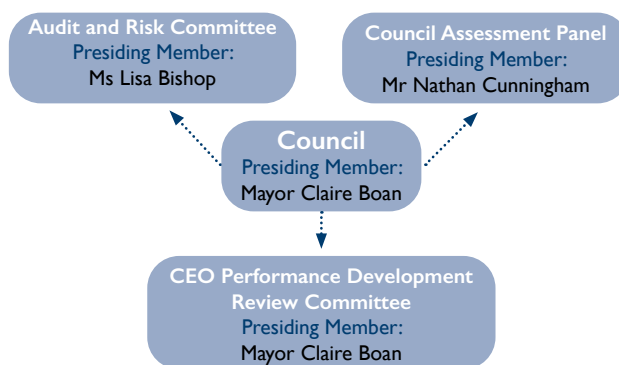 Audit and Risk Committee
Presiding Member:
Ms Lisa Bishop
Council Assessment Panel
Presiding Member:
Mr Nathan Cunningham
Council
Presiding Member:
Mayor Claire Boan
CEO Performance Development
Review Committee
Presiding Member:
Mayor Claire Boan